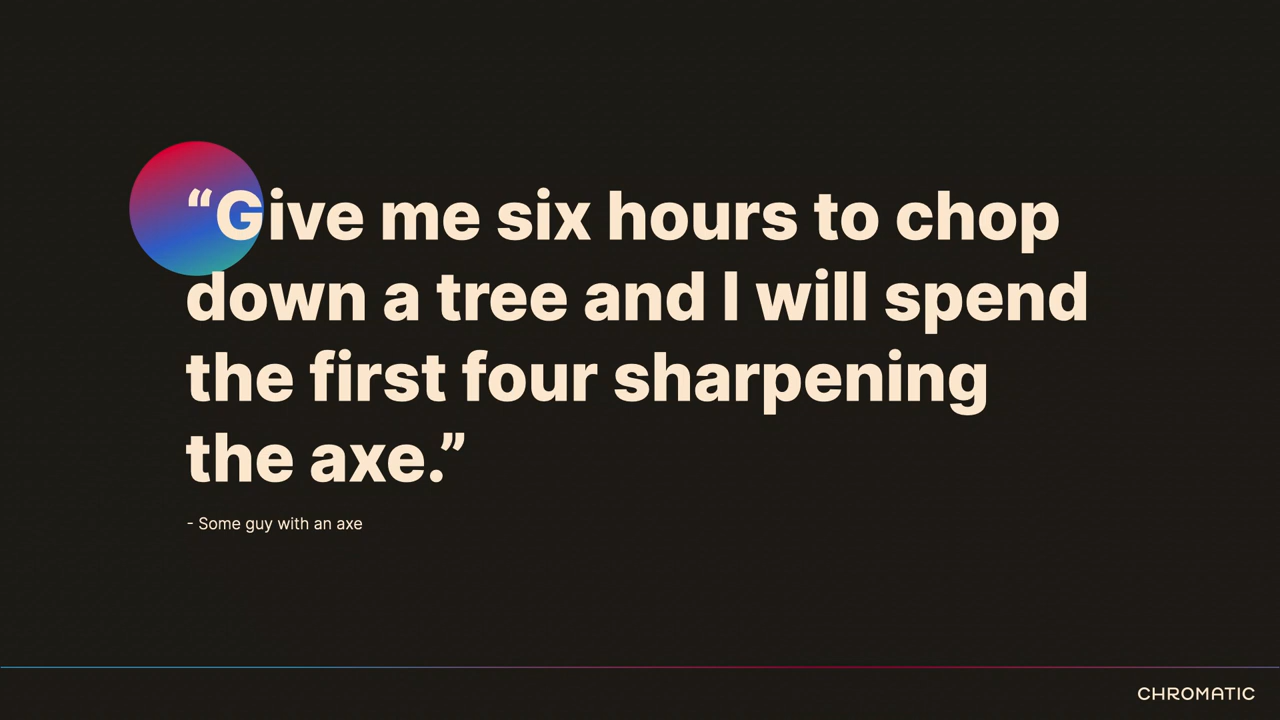 “Give me six hours to chop
down a tree and I will spend
the first four sharpening
the axe.”
- Some guy with an axe
CHROMATIC